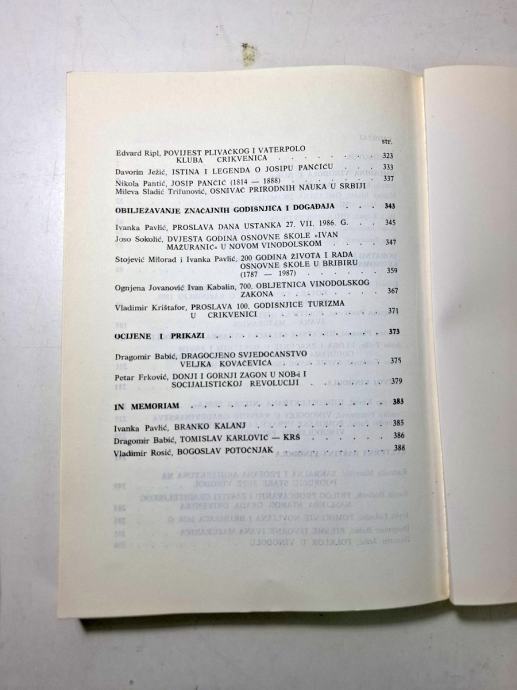 str.
Edvard Ripl, POVIJEST PLIVAČKOG I VATERPOLO
KLUBA CRIKVENICA . . . . . . . . 323
Davorin Ježić, ISTINA I LEGENDA O JOSIPU PANČIĆU . . . 333
Nikola Pantić, JOSIP PANČIĆ (1814 — 1888) . . . . . . 337
Mileva Sladić Trifunović, OSNIVAČ PRIRODNIH NAUKA U SRBIJI
OBILJEŽAVANJE ZNAČAJNIH GODIŠNJICA I DOGAĐAJA . . . 343
Ivanka Pavlić, PROSLAVA DANA USTANKA 27. VII. 1986. G. . . 345
Joso Sokolić, DVJESTA GODINA OSNOVNE ŠKOLE »IVAN
MAŽURANIĆ« U NOVOM VINODOLSKOM . . . . 347
Stojević Milorad i Ivanka Pavlić, 200 GODINA ŽIVOTA I RADA
OSNOVNE ŠKOLE U BRIBIRU
(1787 — 1987) . . . . 359
Ognjena Jovanović Ivan Kabalin, 700. OBLJETNICA VINODOLSKOG
ZAKONA . . . . . . 367
Vladimir Krištafor, PROSLAVA 100. GODIŠNJICE TURIZMA
U CRIKVENICI . . . . . . . 371
OCIJENE I PRIKAZI . . . . . . . . . . . 373
Dragomir Babić, DRAGOCJENO SVJEDOČANSTVO
VELJKA KOVAČEVIĆA . . . . . . 375
Petar Frković, DONJI I GORNJI ZAGON U NOB-i I
SOCIJALISTIČKOJ REVOLUCIJI . . . . . 379
IN MEMORIAM . . . . . . . . . . . . 383
Ivanka Pavlić, BRANKO KALANJ . . . . . . . . 385
Dragomir Babić, TOMISLAV KARLOVIĆ — KRŠ . . . . . 386
Vladimir Rosić, BOGOSLAV POTOČNJAK . . . . . . . 388